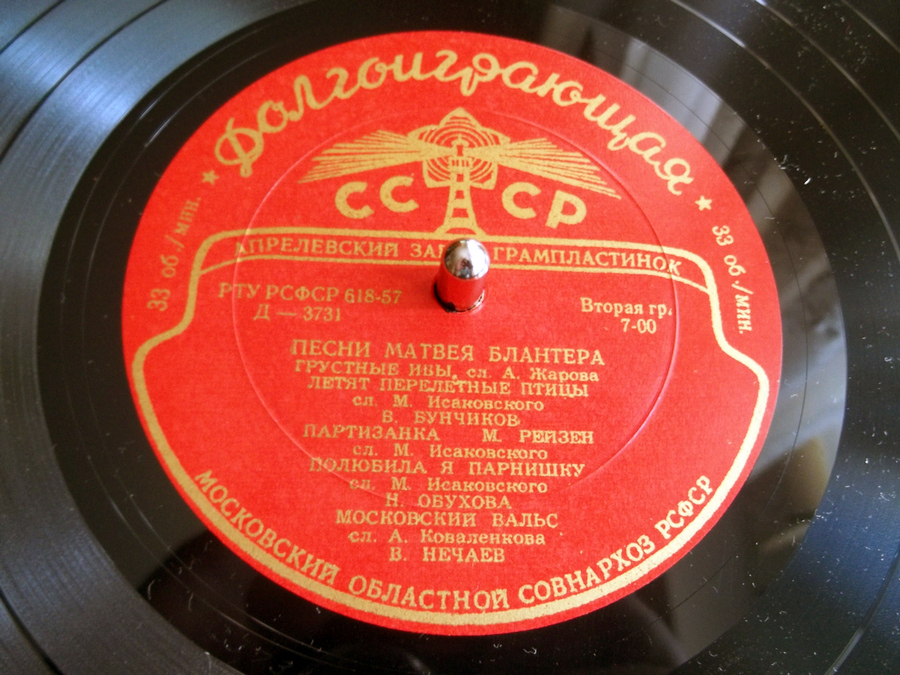 Долгоиграющая
★ 33 об./мин.
★ 33 об./мин.
СССР
АПРЕЛЕВСКИЙ ГРАМПЛАСТИНОК
РТУ РСФСР 618-57
Вторая гр.
Д — 3731
7-00
ПЕСНИ МАТВЕЯ БЛАНТЕРА
ГРУСТНЫЕ ИВЫ, сл. А. Жарова
ЛЕТЯТ ПЕРЕЛЕТНЫЕ ПТИЦЫ
сл. М. Исаковского
В. БУНЧИКОВ
ПАРТИЗАНКА М. РЕЙЗЕН
сл. М. Исаковского
ПОЛЮБИЛА Я ПАРНИШКУ
сл. М. Исаковского
Н. ОБУХОВА
МОСКОВСКИЙ ВАЛЬС
сл. А. Коваленкова
В. НЕЧАЕВ
МОСКОВСКИЙ ОБЛАСТНОЙ СОВНАРХОЗ РСФСР